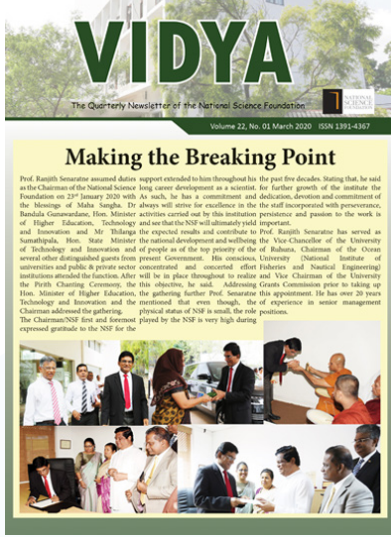 VIDYA
The Quarterly Newsletter of the National Science Foundation
NATIONAL
SCIENCE
FOUNDATION
Volume 22, No. 01 March 2020 ISSN 1391-4367
Making the Breaking Point
Prof. Ranjith Senaratne assumed duties
as the Chairman of the National Science
Foundation on 23rd January 2020 with
the blessings of Maha Sangha. Dr
Bandula Gunawardane, Hon. Minister
of Higher Education, Technology
and Innovation and Mr Thilanga
Sumathipala, Hon. State Minister
of Technology and Innovation and
several other distinguished guests from
universities and public & private sector
institutions attended the function. After
the Pirith Chanting Ceremony, the
Hon. Minister of Higher Education,
Technology and Innovation and the
Chairman addressed the gathering.
The Chairman/NSF first and foremost
expressed gratitude to the NSF for the
support extended to him throughout his
long career development as a scientist.
As such, he has a commitment and
always will strive for excellence in the
activities carried out by this institution
and see that the NSF will ultimately yield
the expected results and contribute to
the national development and wellbeing
of people as of the top priority of the
present Government. His conscious,
concentrated and concerted effort
will be in place throughout to realize
this objective, he said. Addressing
the gathering further Prof. Senaratne
mentioned that even though, the
physical status of NSF is small, the role
played by the NSF is very high during
the past five decades. Stating that, he said
for further growth of the institute the
dedication, devotion and commitment of
the staff incorporated with perseverance,
persistence and passion to the work is
important.
Prof. Ranjith Senaratne has served as
the Vice-Chancellor of the University
of Ruhuna, Chairman of the Ocean
University (National Institute of
Fisheries and Nautical Engineering)
and Vice Chairman of the University
Grants Commission prior to taking up
this appointment. He has over 20 years
of experience in senior management
positions.